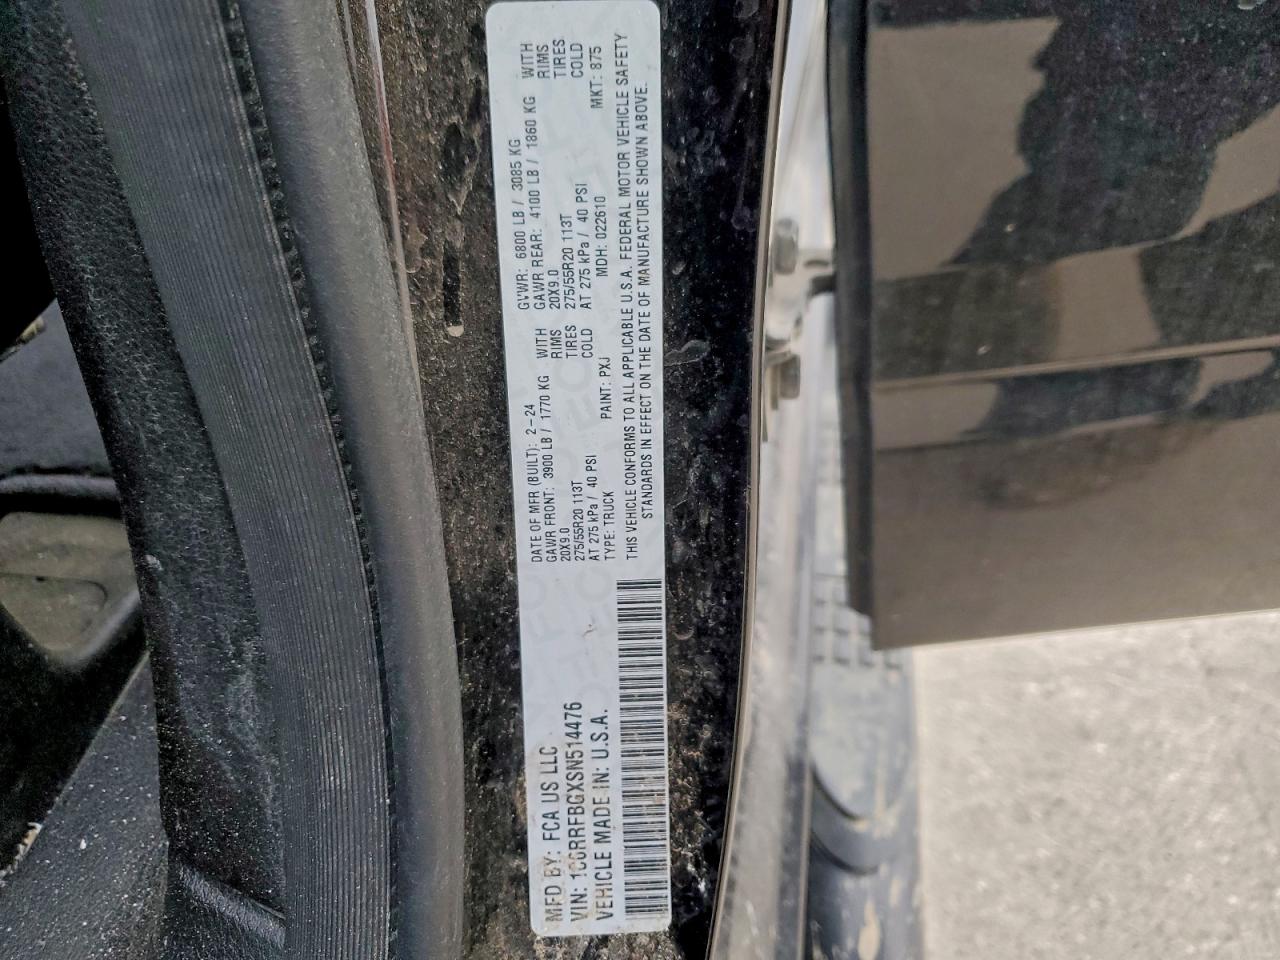 MFD BY: FCA US LLC
VIN: 1C6RRFBGXSN514476
VEHICLE MADE IN: U.S.A.
DATE OF MFR (BUILT): 2-24
GAWR FRONT: 3900 LB / 1770 KG WITH
20X9.0 RIMS
275/55R20 113T TIRES
AT 275 kPa / 40 PSI COLD
TYPE: TRUCK PAINT: PXJ
GVWR: 6800 LB / 3085 KG
GAWR REAR: 4100 LB / 1860 KG WITH
20X9.0 RIMS
275/55R20 113T TIRES
AT 275 kPa / 40 PSI COLD
MDH: 022610 MKT: 875
THIS VEHICLE CONFORMS TO ALL APPLICABLE U.S.A. FEDERAL MOTOR VEHICLE SAFETY
STANDARDS IN EFFECT ON THE DATE OF MANUFACTURE SHOWN ABOVE.